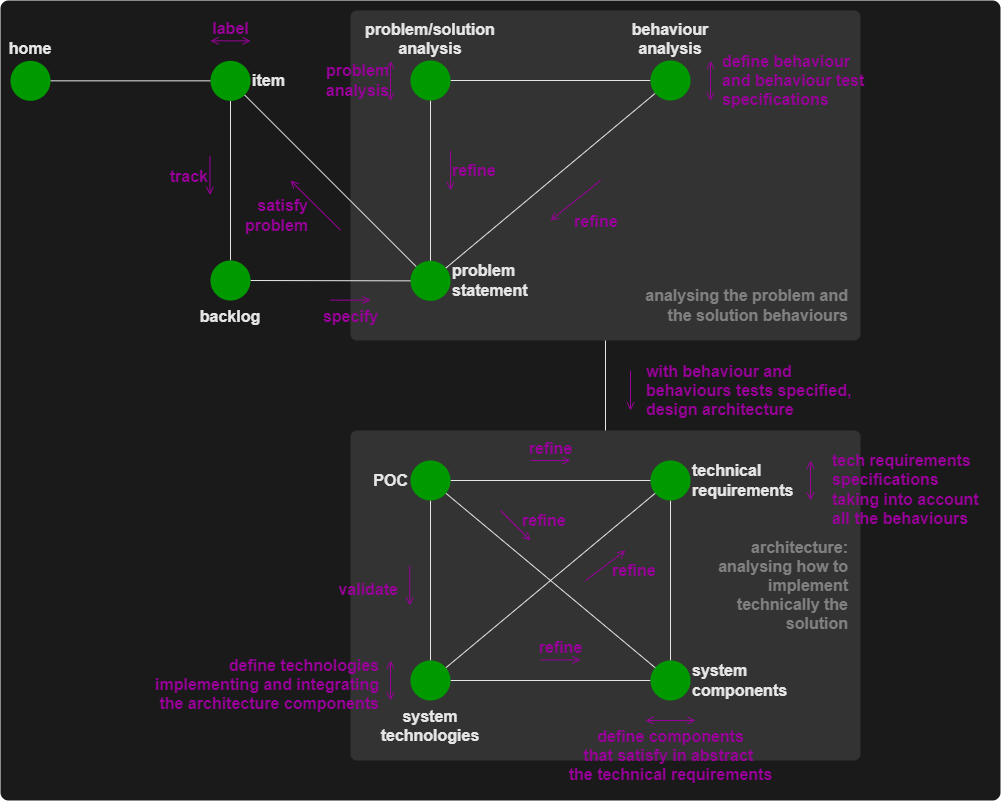 label
home
item
problem/solution
analysis
behaviour
analysis
problem
analysis
define behaviour
and behaviour test
specifications
track
refine
satisfy
problem
refine
problem
statement
backlog
specify
analysing the problem and
the solution behaviours
with behaviour and
behaviours tests specified,
design architecture
refine
POC
technical
requirements
tech requirements
specifications
taking into account
all the behaviours
refine
architecture:
analysing how to
implement
technically the
solution
validate
refine
refine
define technologies
implementing and integrating
the architecture components
system
components
system
technologies
define components
that satisfy in abstract
the technical requirements